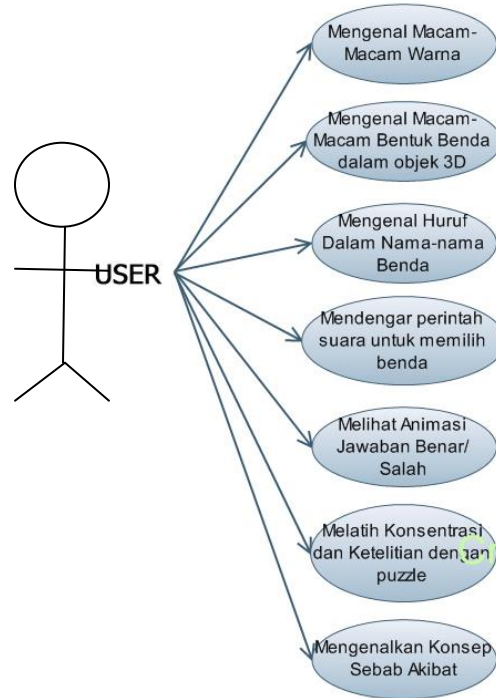 Mengenal Macam-
Macam Warna
Mengenal Macam-
Macam Bentuk Benda
dalam objek 3D
Mengenal Huruf
Dalam Nama-nama
Benda
USER
Mendengar perintah
suara untuk memilih
benda
Melihat Animasi
Jawaban Benar/
Salah
Melatih Konsentrasi
dan Ketelitian dengan
puzzle
Mengenalkan Konsep
Sebab Akibat